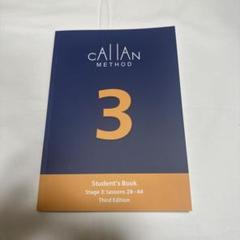 cAllAN
METHOD
3
Student's Book
Stage 3: Lessons 28 - 44
Third Edition